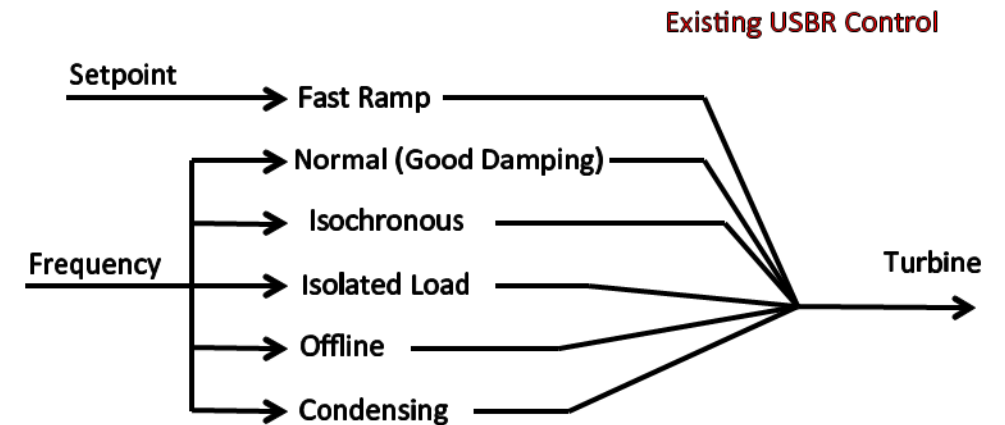 Existing USBR Control
Setpoint
Fast Ramp
Normal (Good Damping)
Isochronous
Frequency
Turbine
Isolated Load
Offline
Condensing